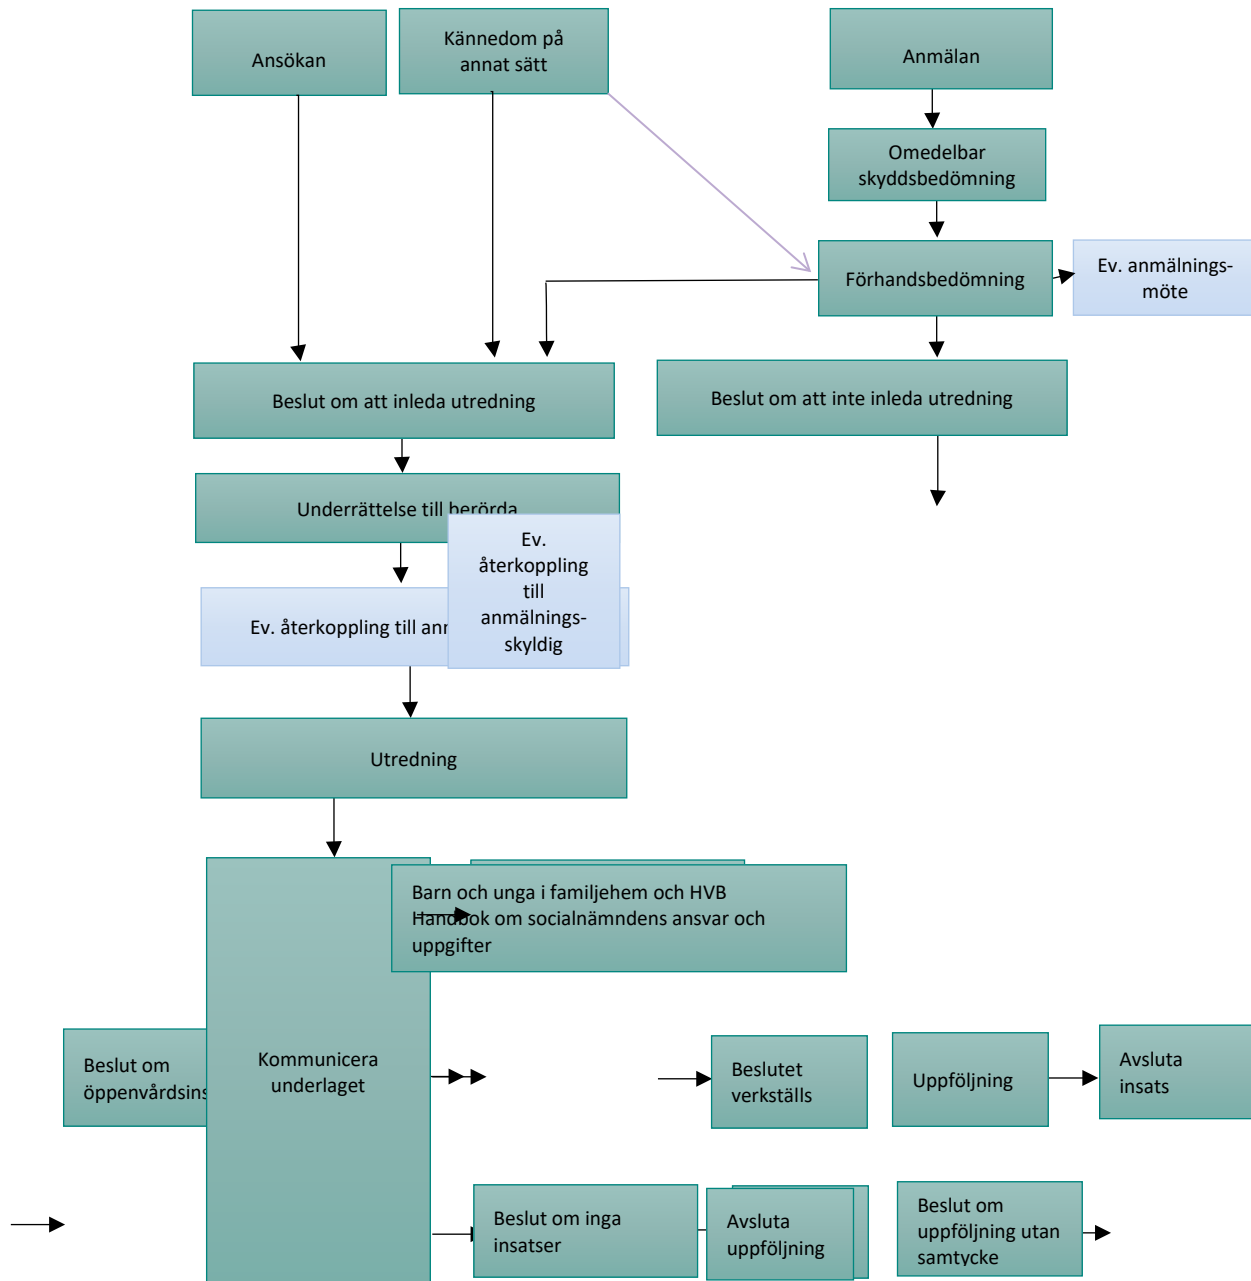 Ansökan
Kännedom på
annat sätt
Anmälan
Omedelbar
skyddsbedömning
Förhandsbedömning
Ev. anmälnings-
möte
Beslut om att inleda utredning
Beslut om att inte inleda utredning
Underrättelse till berörda
Ev.
återkoppling
till
anmälnings-
skyldig
Ev. återkoppling till
Utredning
Barn och unga i familjehem och HVB
Handbok om socialnämndens ansvar och
uppgifter
Beslut om
Kommunicera
underlaget
Beslutet
verkställs
Uppföljning
Avsluta
insats
Beslut om inga
insatser
Avsluta
uppföljning
Beslut om
uppföljning utan
samtycke